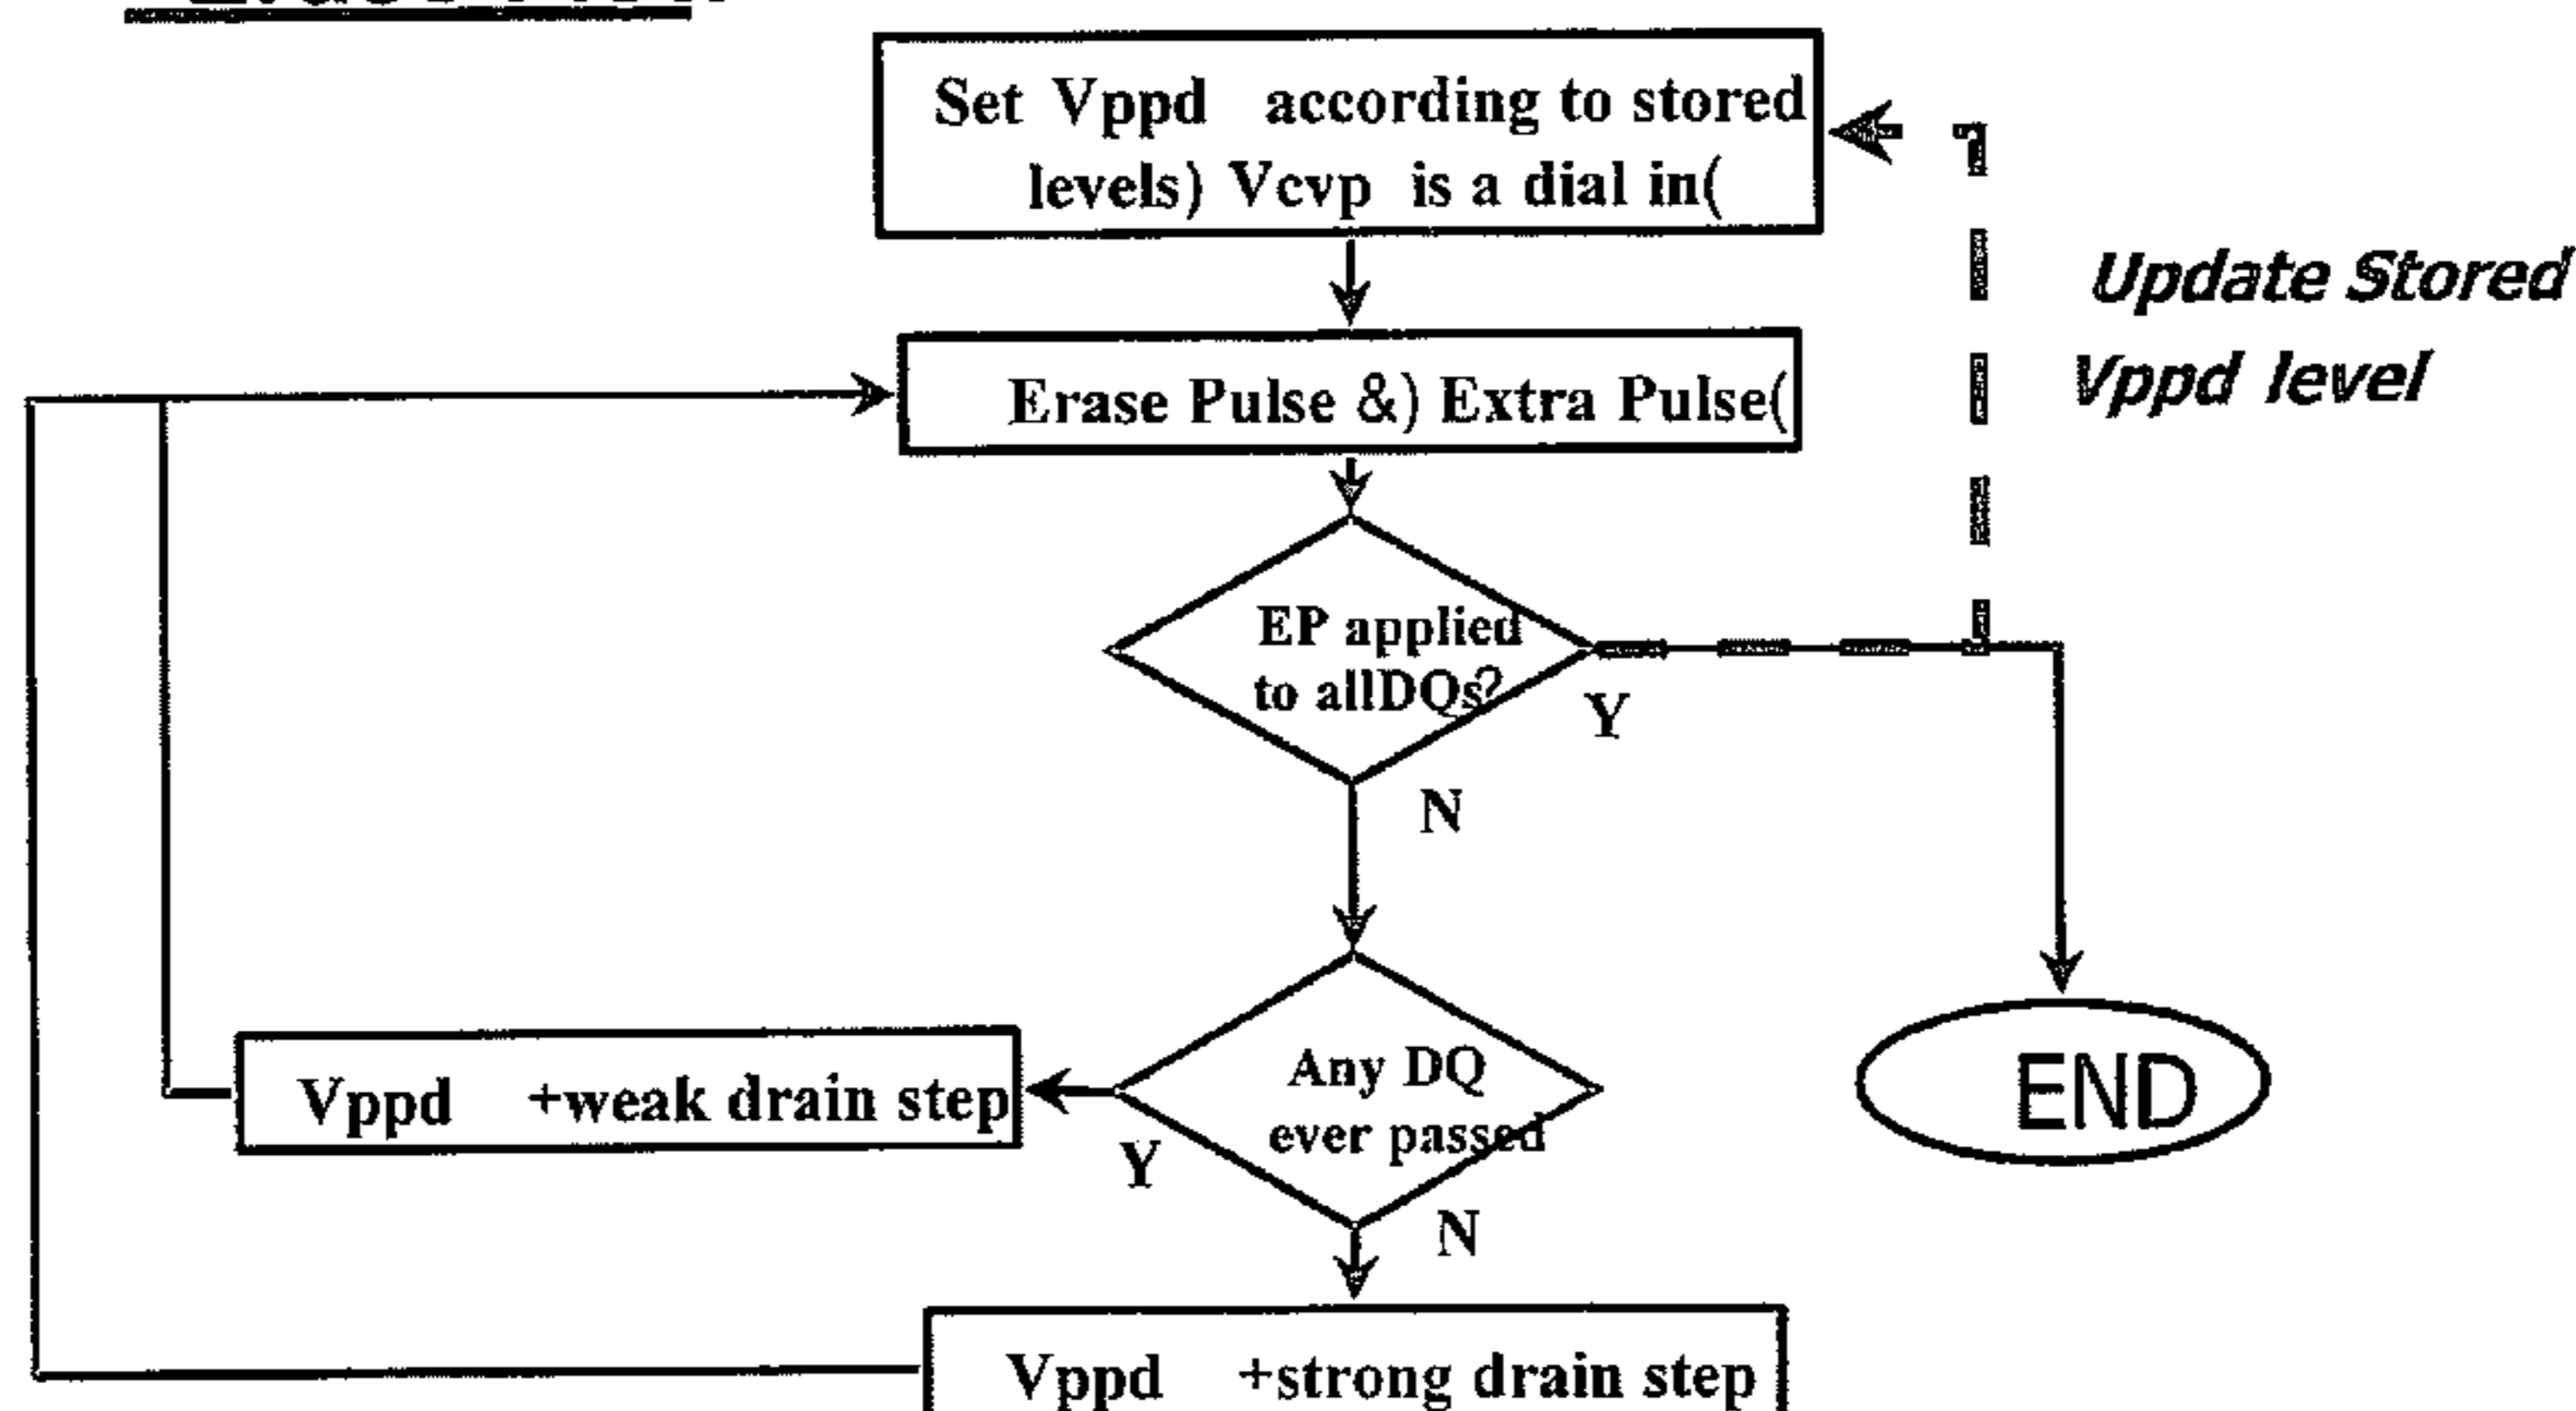 Set Vppd according to stored
levels) Vcvp is a dial in(
Update Stored
Vppd level
Erase Pulse &) Extra Pulse(
EP applied
to allDQs?
Y
N
Any DQ
ever passed
Y
N
Vppd +weak drain step
END
Vppd +strong drain step